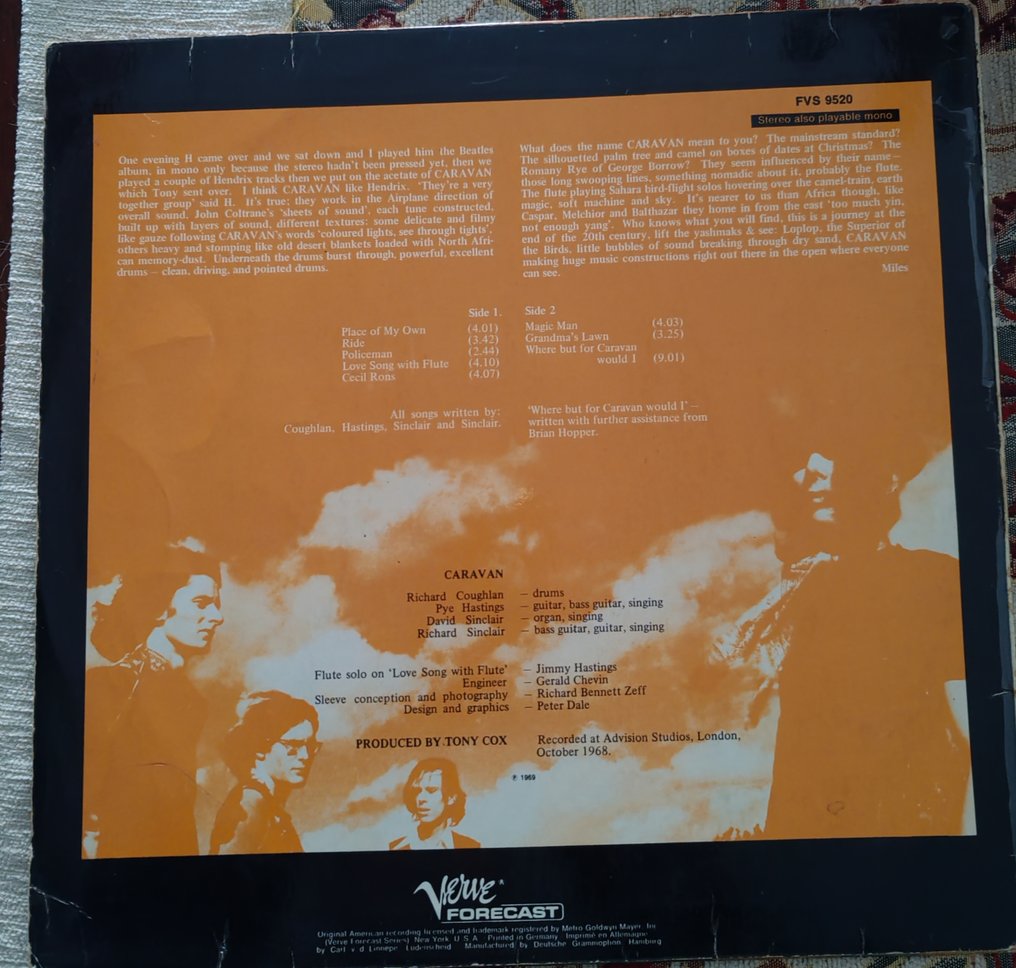 FVS 9520
Stereo also playable mono
One evening H came over and we sat down and I played him the Beatles
album, in mono only because the stereo hadn't been pressed yet, then we
played a couple of Hendrix tracks then we put on the acetate of CARAVAN
which Tony sent over. I think CARAVAN like Hendrix. 'They're a very
together group' said H. It's true; they work in the Airplane direction of
overall sound. John Coltrane's 'sheets of sound', each tune constructed,
built up with layers of sound, different textures: some delicate and filmy
like gauze following CARAVAN's words 'coloured lights, see through tights',
others heavy and stomping like old desert blankets loaded with North Afri-
can memory-dust. Underneath the drums burst through, powerful, excellent
drums – clean, driving, and pointed drums.
What does the name CARAVAN mean to you? The mainstream standard?
The silhouetted palm tree and camel on boxes of dates at Christmas? The
Romany Rye of George Borrow? They seem influenced by their name–
those long swooping lines, something nomadic about it, probably the flute.
The flute playing Sahara bird-flight solos hovering over the camel-train, earth
magic, soft machine and sky. It's nearer to us than Africa though, like
Caspar, Melchior and Balthazar they home in from the east 'too much yin,
not enough yang'. Who knows what you will find, this is a journey at the
end of the 20th century, lift the yashmaks & see: Loplop, the Superior of
the Birds, little bubbles of sound breaking through dry sand, CARAVAN
making huge music constructions right out there in the open where everyone
can see.
Miles
Side 1.
Place of My Own (4.01)
Ride (3.42)
Policeman (2.44)
Love Song with Flute (4.10)
Cecil Rons (4.07)
Side 2
Magic Man (4.03)
Grandma's Lawn (3.25)
Where but for Caravan
would I (9.01)
All songs written by:
Coughlan, Hastings, Sinclair and Sinclair.
'Where but for Caravan would I' –
written with further assistance from
Brian Hopper.
CARAVAN
Richard Coughlan – drums
Pye Hastings – guitar, bass guitar, singing
David Sinclair – organ, singing
Richard Sinclair – bass guitar, guitar, singing
Flute solo on 'Love Song with Flute' – Jimmy Hastings
Engineer – Gerald Chevin
Sleeve conception and photography – Richard Bennett Zeff
Design and graphics – Peter Dale
PRODUCED BY TONY COX
Recorded at Advision Studios, London,
October 1968.
℗ 1969
Verve
FORECAST
Original American recording licensed and trademark registered by Metro Goldwyn Mayer, Inc
(Verve Forecast Series) New York U S A Printed in Germany Imprimé en Allemagne
by Carl v d Linnepe Ludenscheid Manufactured by Deutsche Grammophon Hamburg